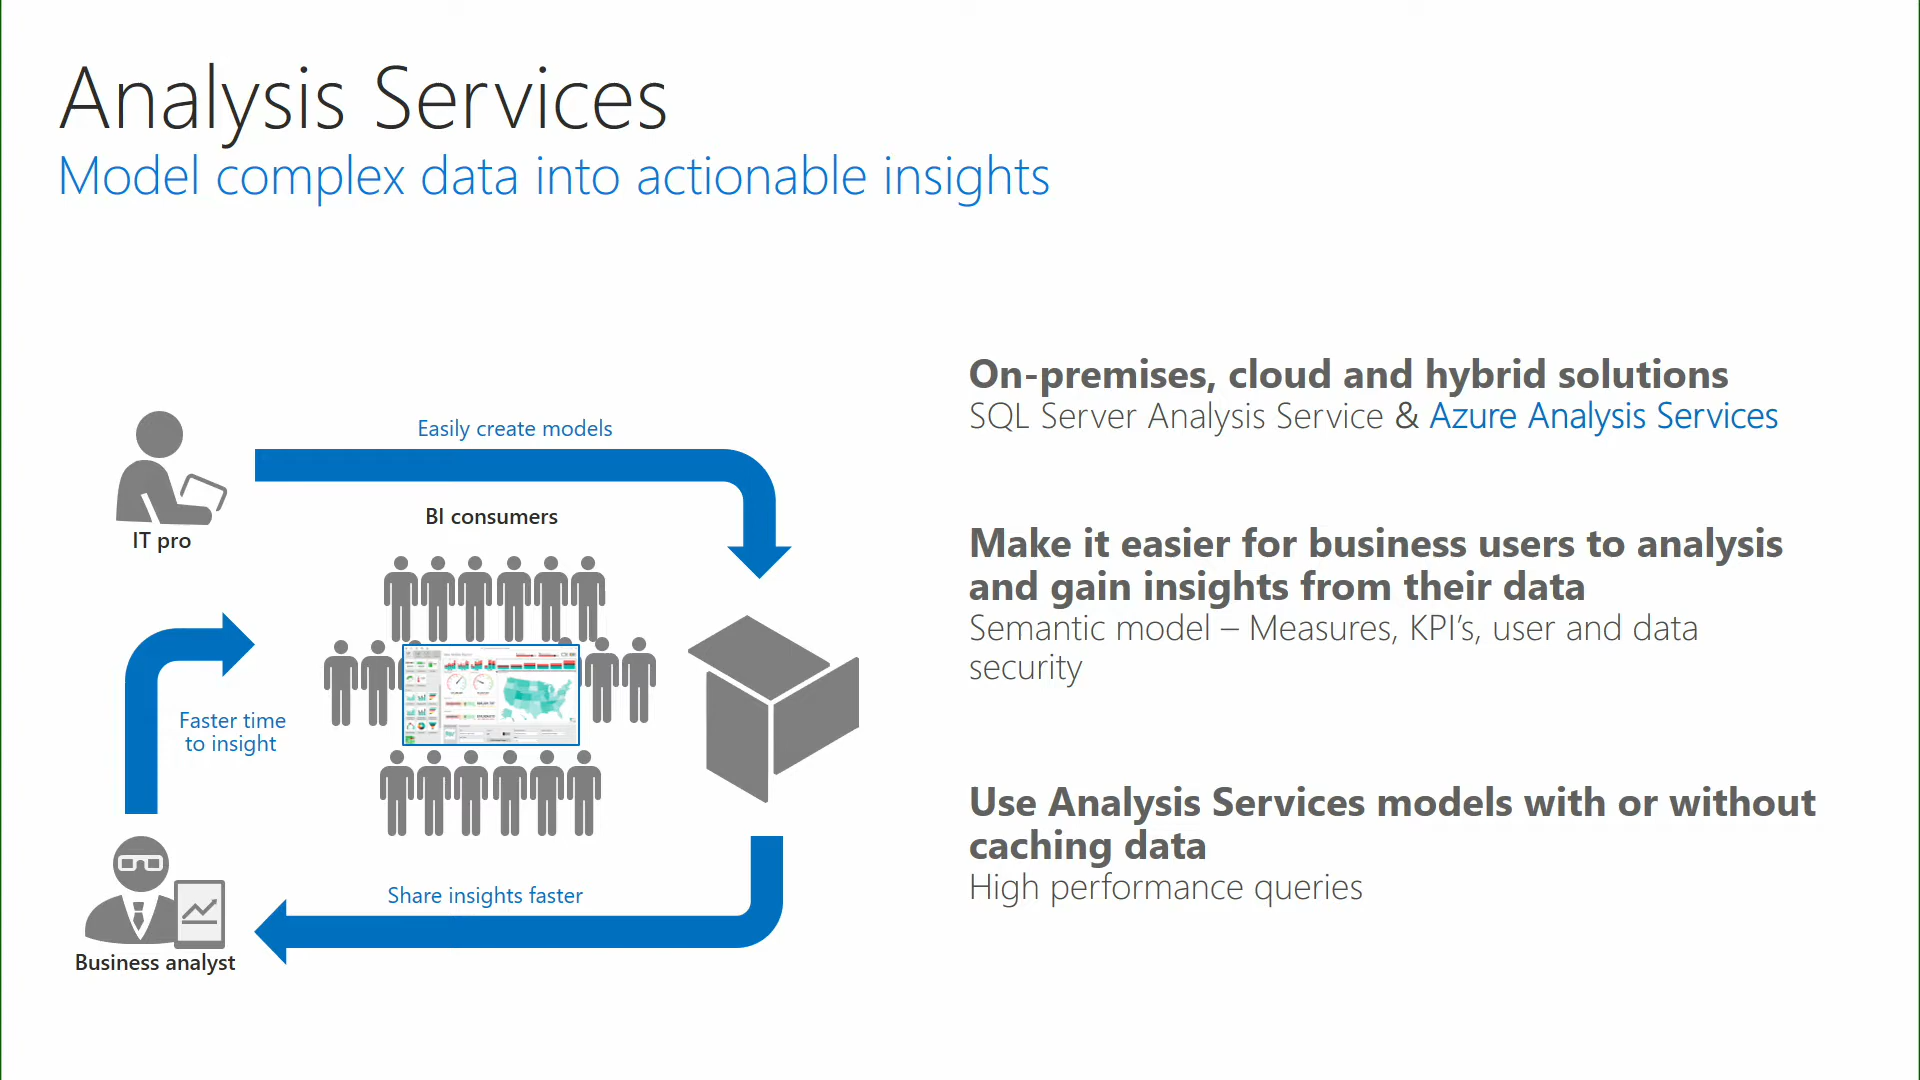 Analysis Services
Model complex data into actionable insights
Easily create models
IT pro
BI consumers
Faster time
to insight
Share insights faster
Business analyst
On-premises, cloud and hybrid solutions
SQL Server Analysis Service & Azure Analysis Services
Make it easier for business users to analysis
and gain insights from their data
Semantic model – Measures, KPI’s, user and data
security
Use Analysis Services models with or without
caching data
High performance queries